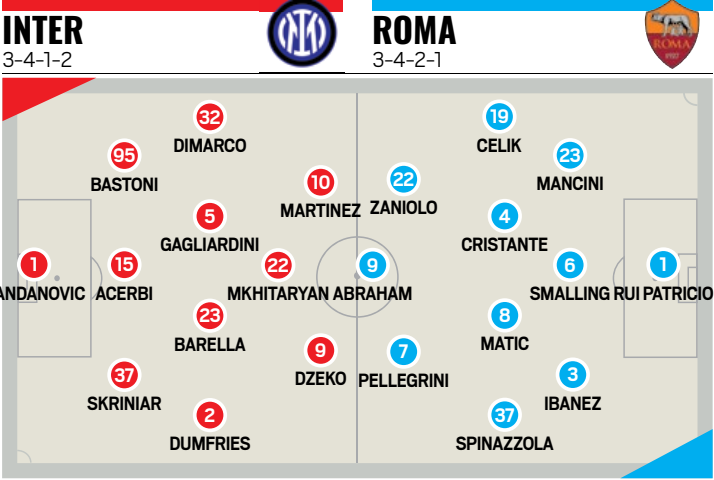 INTER
3-4-1-2
ROMA
3-4-2-1
ROMA
1927
32
DIMARCO
95
BASTONI
10
MARTINEZ
5
GAGLIARDINI
1
ANDANOVIC
15
ACERBI
22
MKHITARYAN
23
BARELLA
9
DZEKO
37
SKRINIAR
2
DUMFRIES
19
CELIK
23
MANCINI
22
ZANIOLO
4
CRISTANTE
9
ABRAHAM
6
SMALLING
1
RUI PATRICIO
8
MATIC
7
PELLEGRINI
3
IBANEZ
37
SPINAZZOLA